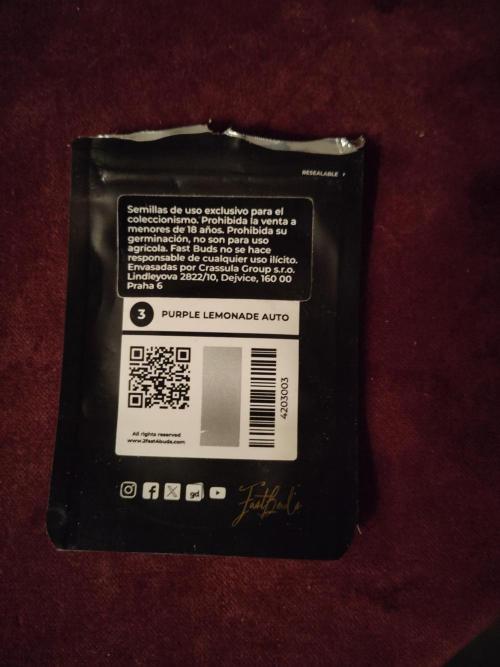 RESEALABLE
Semillas de uso exclusivo para el
coleccionismo. Prohibida la venta a
menores de 18 años. Prohibida su
germinación, no son para uso
agrícola. Fast Buds no se hace
responsable de cualquier uso ilícito.
Envasadas por Crassula Group s.r.o.
Lindleyova 2822/10, Dejvice, 160 00
Praha 6
3 PURPLE LEMONADE AUTO
4203003
All rights reserved
www.2fast4buds.com
gd
FastBuds